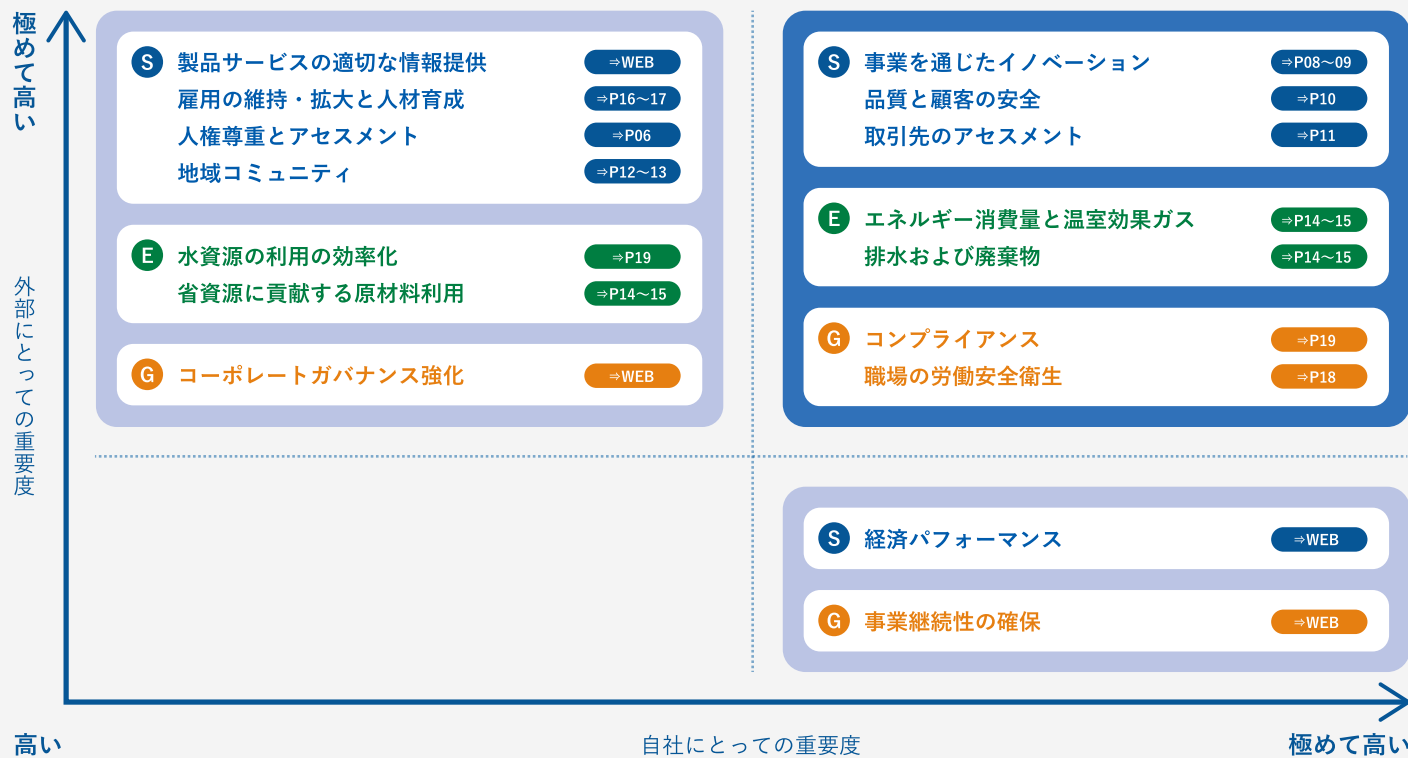 極めて高い
外部にとっての重要度
S 製品サービスの適切な情報提供 ⇒WEB
雇用の維持・拡大と人材育成 ⇒P16〜17
人権尊重とアセスメント ⇒P06
地域コミュニティ ⇒P12〜13
E 水資源の利用の効率化 ⇒P19
省資源に貢献する原材料利用 ⇒P14〜15
G コーポレートガバナンス強化 ⇒WEB
S 事業を通じたイノベーション ⇒P08〜09
品質と顧客の安全 ⇒P10
取引先のアセスメント ⇒P11
E エネルギー消費量と温室効果ガス ⇒P14〜15
排水および廃棄物 ⇒P14〜15
G コンプライアンス ⇒P19
職場の労働安全衛生 ⇒P18
S 経済パフォーマンス ⇒WEB
G 事業継続性の確保 ⇒WEB
高い
自社にとっての重要度
極めて高い